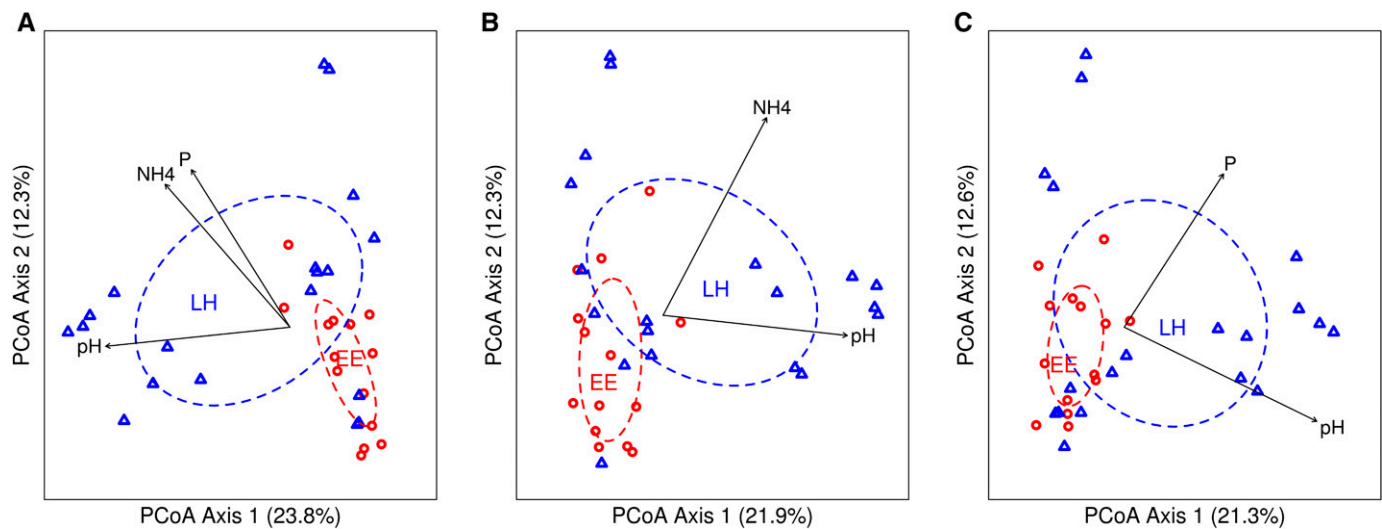 A
PCoA Axis 2 (12.3%)
P
NH4
LH
pH
EE
PCoA Axis 1 (23.8%)
B
PCoA Axis 2 (12.3%)
NH4
LH
pH
EE
PCoA Axis 1 (21.9%)
C
PCoA Axis 2 (12.6%)
P
LH
EE
pH
PCoA Axis 1 (21.3%)